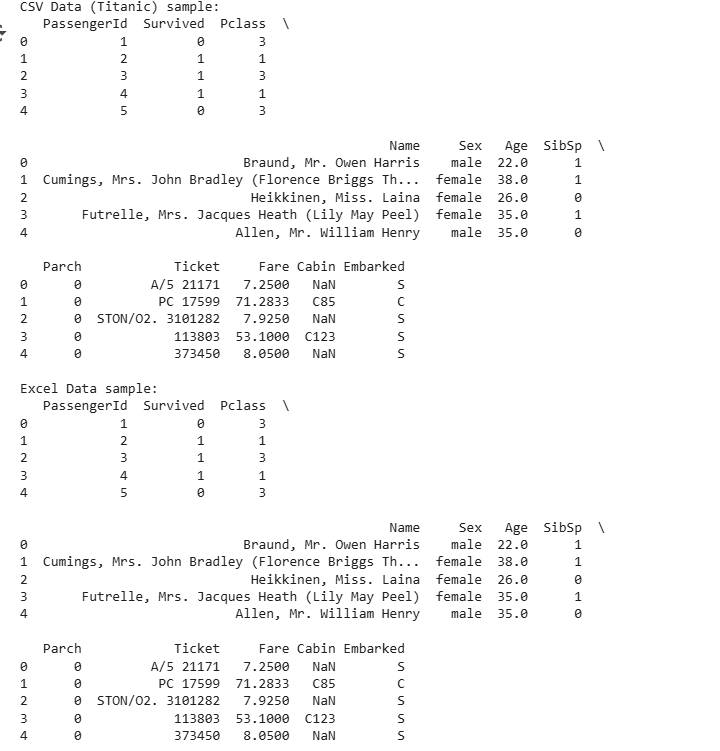 CSV Data (Titanic) sample:
   PassengerId  Survived  Pclass  \
0            1         0       3
1            2         1       1
2            3         1       3
3            4         1       1
4            5         0       3

                                                Name     Sex   Age  SibSp  \
0                            Braund, Mr. Owen Harris    male  22.0      1
1  Cumings, Mrs. John Bradley (Florence Briggs Th...  female  38.0      1
2                             Heikkinen, Miss. Laina  female  26.0      0
3       Futrelle, Mrs. Jacques Heath (Lily May Peel)  female  35.0      1
4                           Allen, Mr. William Henry    male  35.0      0

   Parch            Ticket     Fare Cabin Embarked
0      0         A/5 21171   7.2500   NaN        S
1      0          PC 17599  71.2833   C85        C
2      0  STON/O2. 3101282   7.9250   NaN        S
3      0            113803  53.1000  C123        S
4      0            373450   8.0500   NaN        S

Excel Data sample:
   PassengerId  Survived  Pclass  \
0            1         0       3
1            2         1       1
2            3         1       3
3            4         1       1
4            5         0       3

                                                Name     Sex   Age  SibSp  \
0                            Braund, Mr. Owen Harris    male  22.0      1
1  Cumings, Mrs. John Bradley (Florence Briggs Th...  female  38.0      1
2                             Heikkinen, Miss. Laina  female  26.0      0
3       Futrelle, Mrs. Jacques Heath (Lily May Peel)  female  35.0      1
4                           Allen, Mr. William Henry    male  35.0      0

   Parch            Ticket     Fare Cabin Embarked
0      0         A/5 21171   7.2500   NaN        S
1      0          PC 17599  71.2833   C85        C
2      0  STON/O2. 3101282   7.9250   NaN        S
3      0            113803  53.1000  C123        S
4      0            373450   8.0500   NaN        S